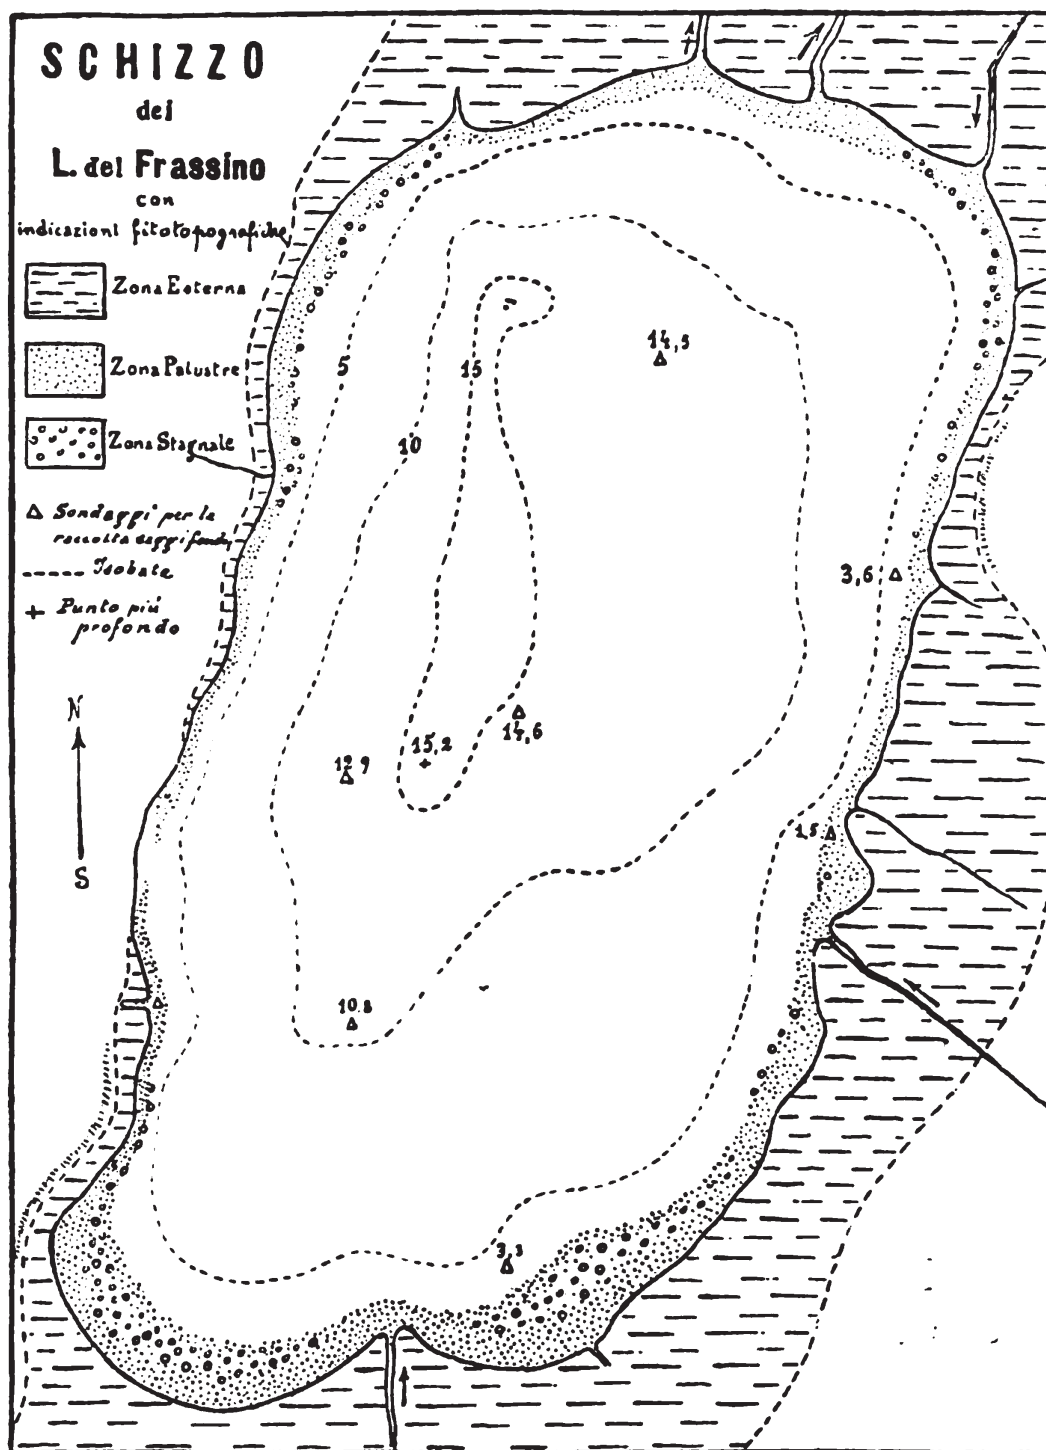 SCHIZZO
del
L. del Frassino
con
indicazioni fitotopografiche
Zona Esterna
Zona Palustre
Zona Stagnale
Sondaggi per la
raccolta saggi fondo
Isobate
Punto più
profondo
N
S
5
10
15
14,5
3,6
14,6
15,2
12 9
1,5
10.8
3,3